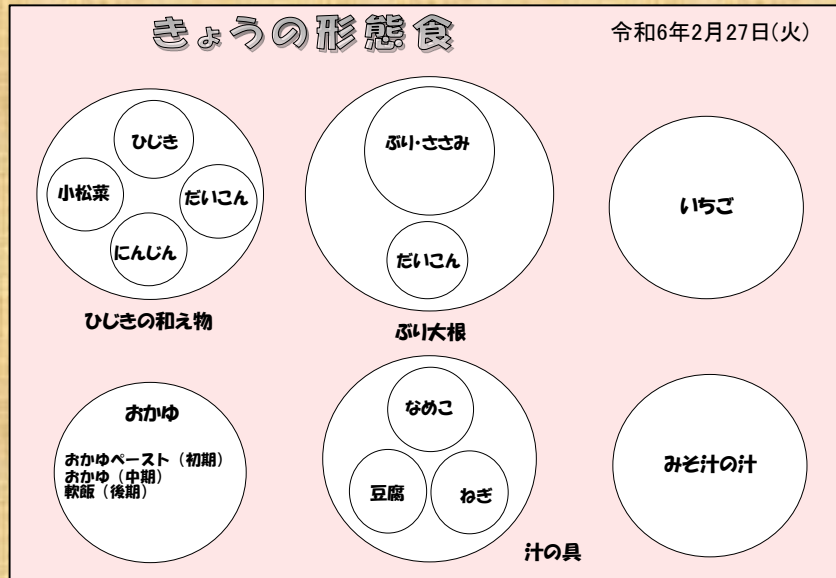 きょうの形態食
令和6年2月27日(火)
ひじき
小松菜
だいこん
にんじん
ひじきの和え物
ぶり・ささみ
だいこん
ぶり大根
いちご
おかゆ
おかゆペースト（初期）
おかゆ（中期）
軟飯（後期）
なめこ
豆腐
ねぎ
汁の具
みそ汁の汁